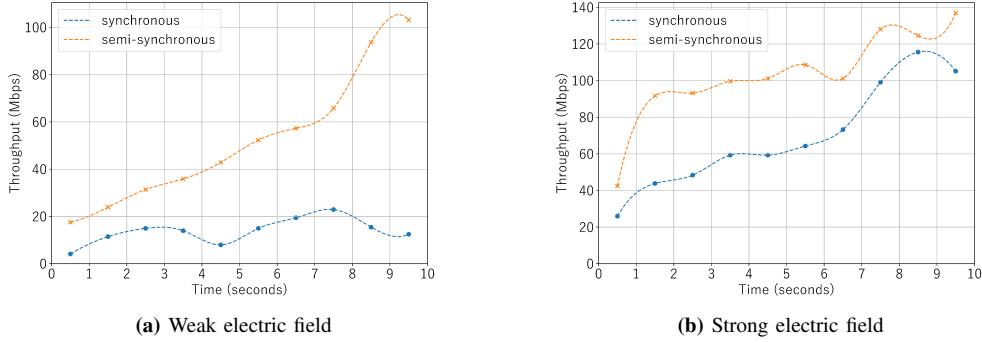 synchronous
semi-synchronous
Throughput (Mbps)
100
80
60
40
20
0
0 1 2 3 4 5 6 7 8 9 10
Time (seconds)
(a) Weak electric field
synchronous
semi-synchronous
Throughput (Mbps)
140
120
100
80
60
40
20
0
0 1 2 3 4 5 6 7 8 9 10
Time (seconds)
(b) Strong electric field